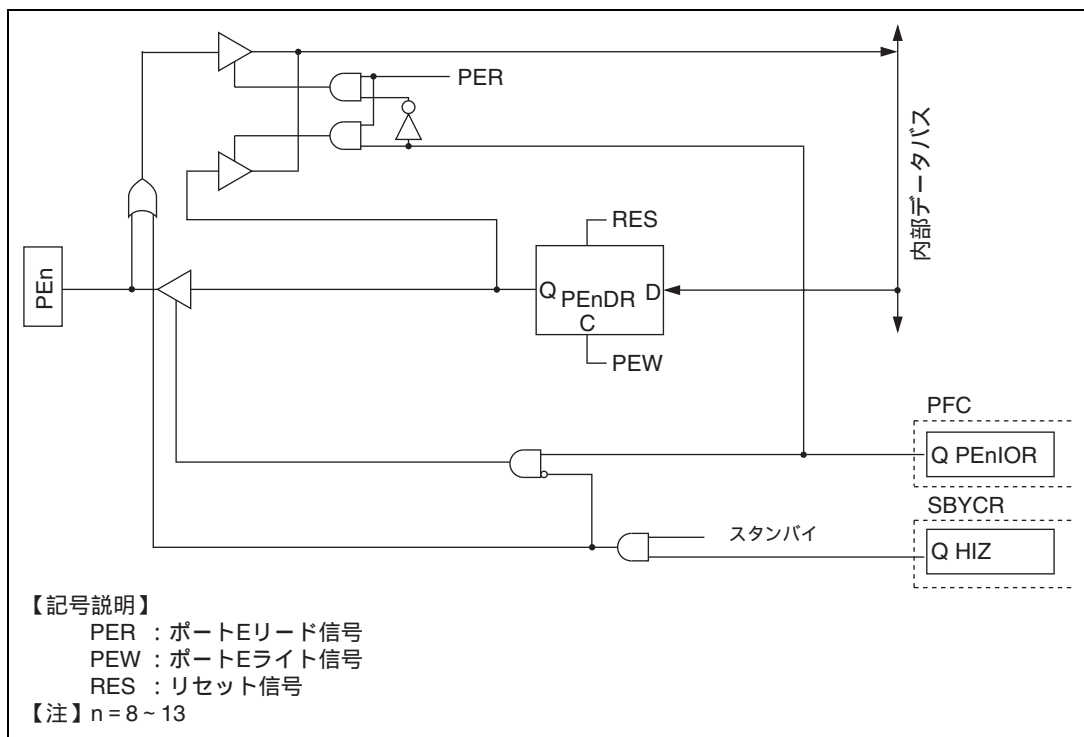 PER
内部データバス
RES
PEn
Q PEnDR D
C
PEW
PFC
Q PEnIOR
SBYCR
スタンバイ
Q HIZ
【記号説明】
PER : ポートEリード信号
PEW : ポートEライト信号
RES : リセット信号
【注】n = 8 ~ 13